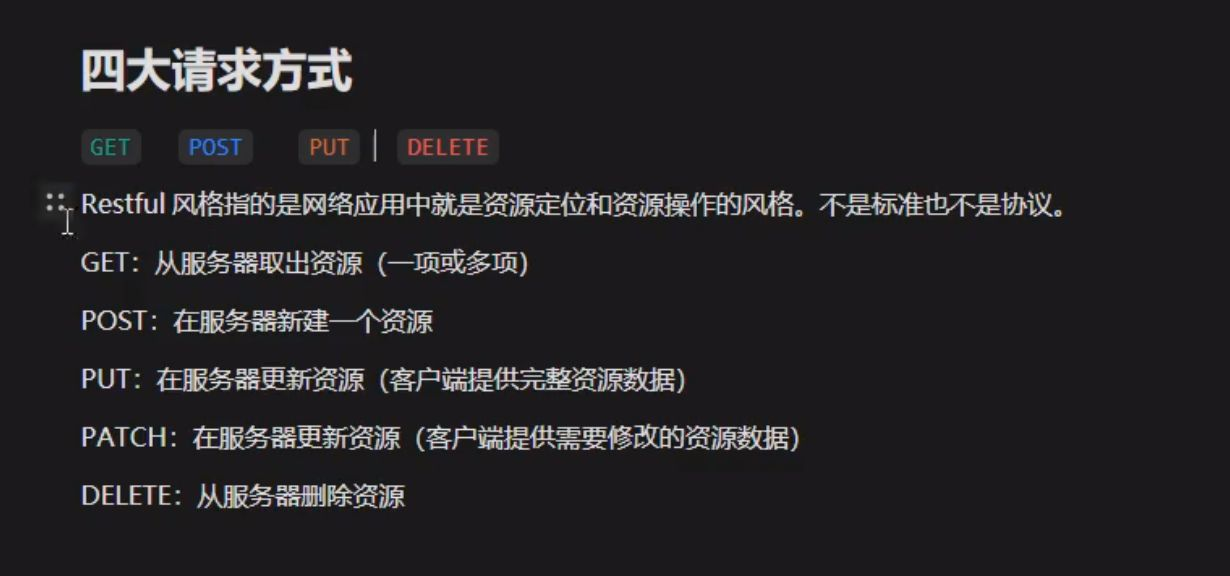 四大请求方式
GET POST PUT DELETE
Restful 风格指的是网络应用中就是资源定位和资源操作的风格。不是标准也不是协议。
GET：从服务器取出资源（一项或多项）
POST：在服务器新建一个资源
PUT：在服务器更新资源（客户端提供完整资源数据）
PATCH：在服务器更新资源（客户端提供需要修改的资源数据）
DELETE：从服务器删除资源